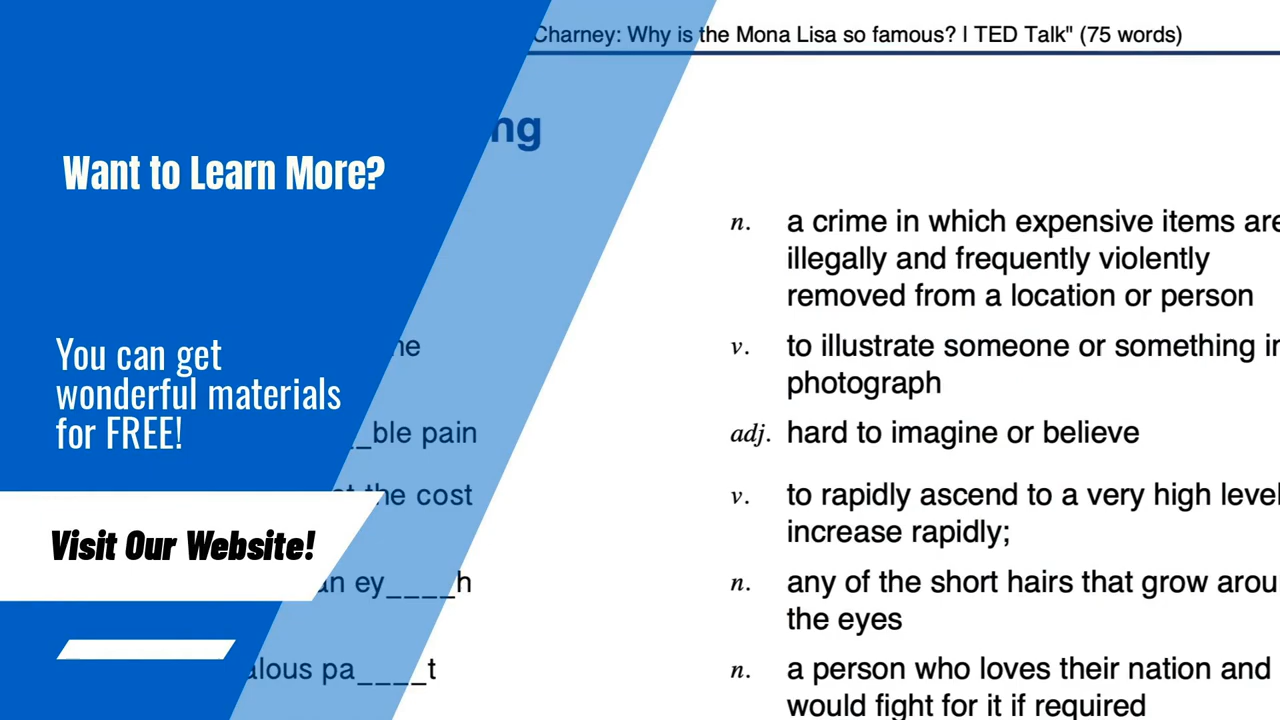 Charney: Why is the Mona Lisa so famous? | TED Talk" (75 words)
ng
Want to Learn More?
You can get
wonderful materials
for FREE!
Visit Our Website!
n. a crime in which expensive items are
illegally and frequently violently
removed from a location or person
ne
v. to illustrate someone or something in
photograph
_ble pain
adj. hard to imagine or believe
the cost
v. to rapidly ascend to a very high level
increase rapidly;
an ey____h
n. any of the short hairs that grow arou
the eyes
alous pa____t
n. a person who loves their nation and
would fight for it if required